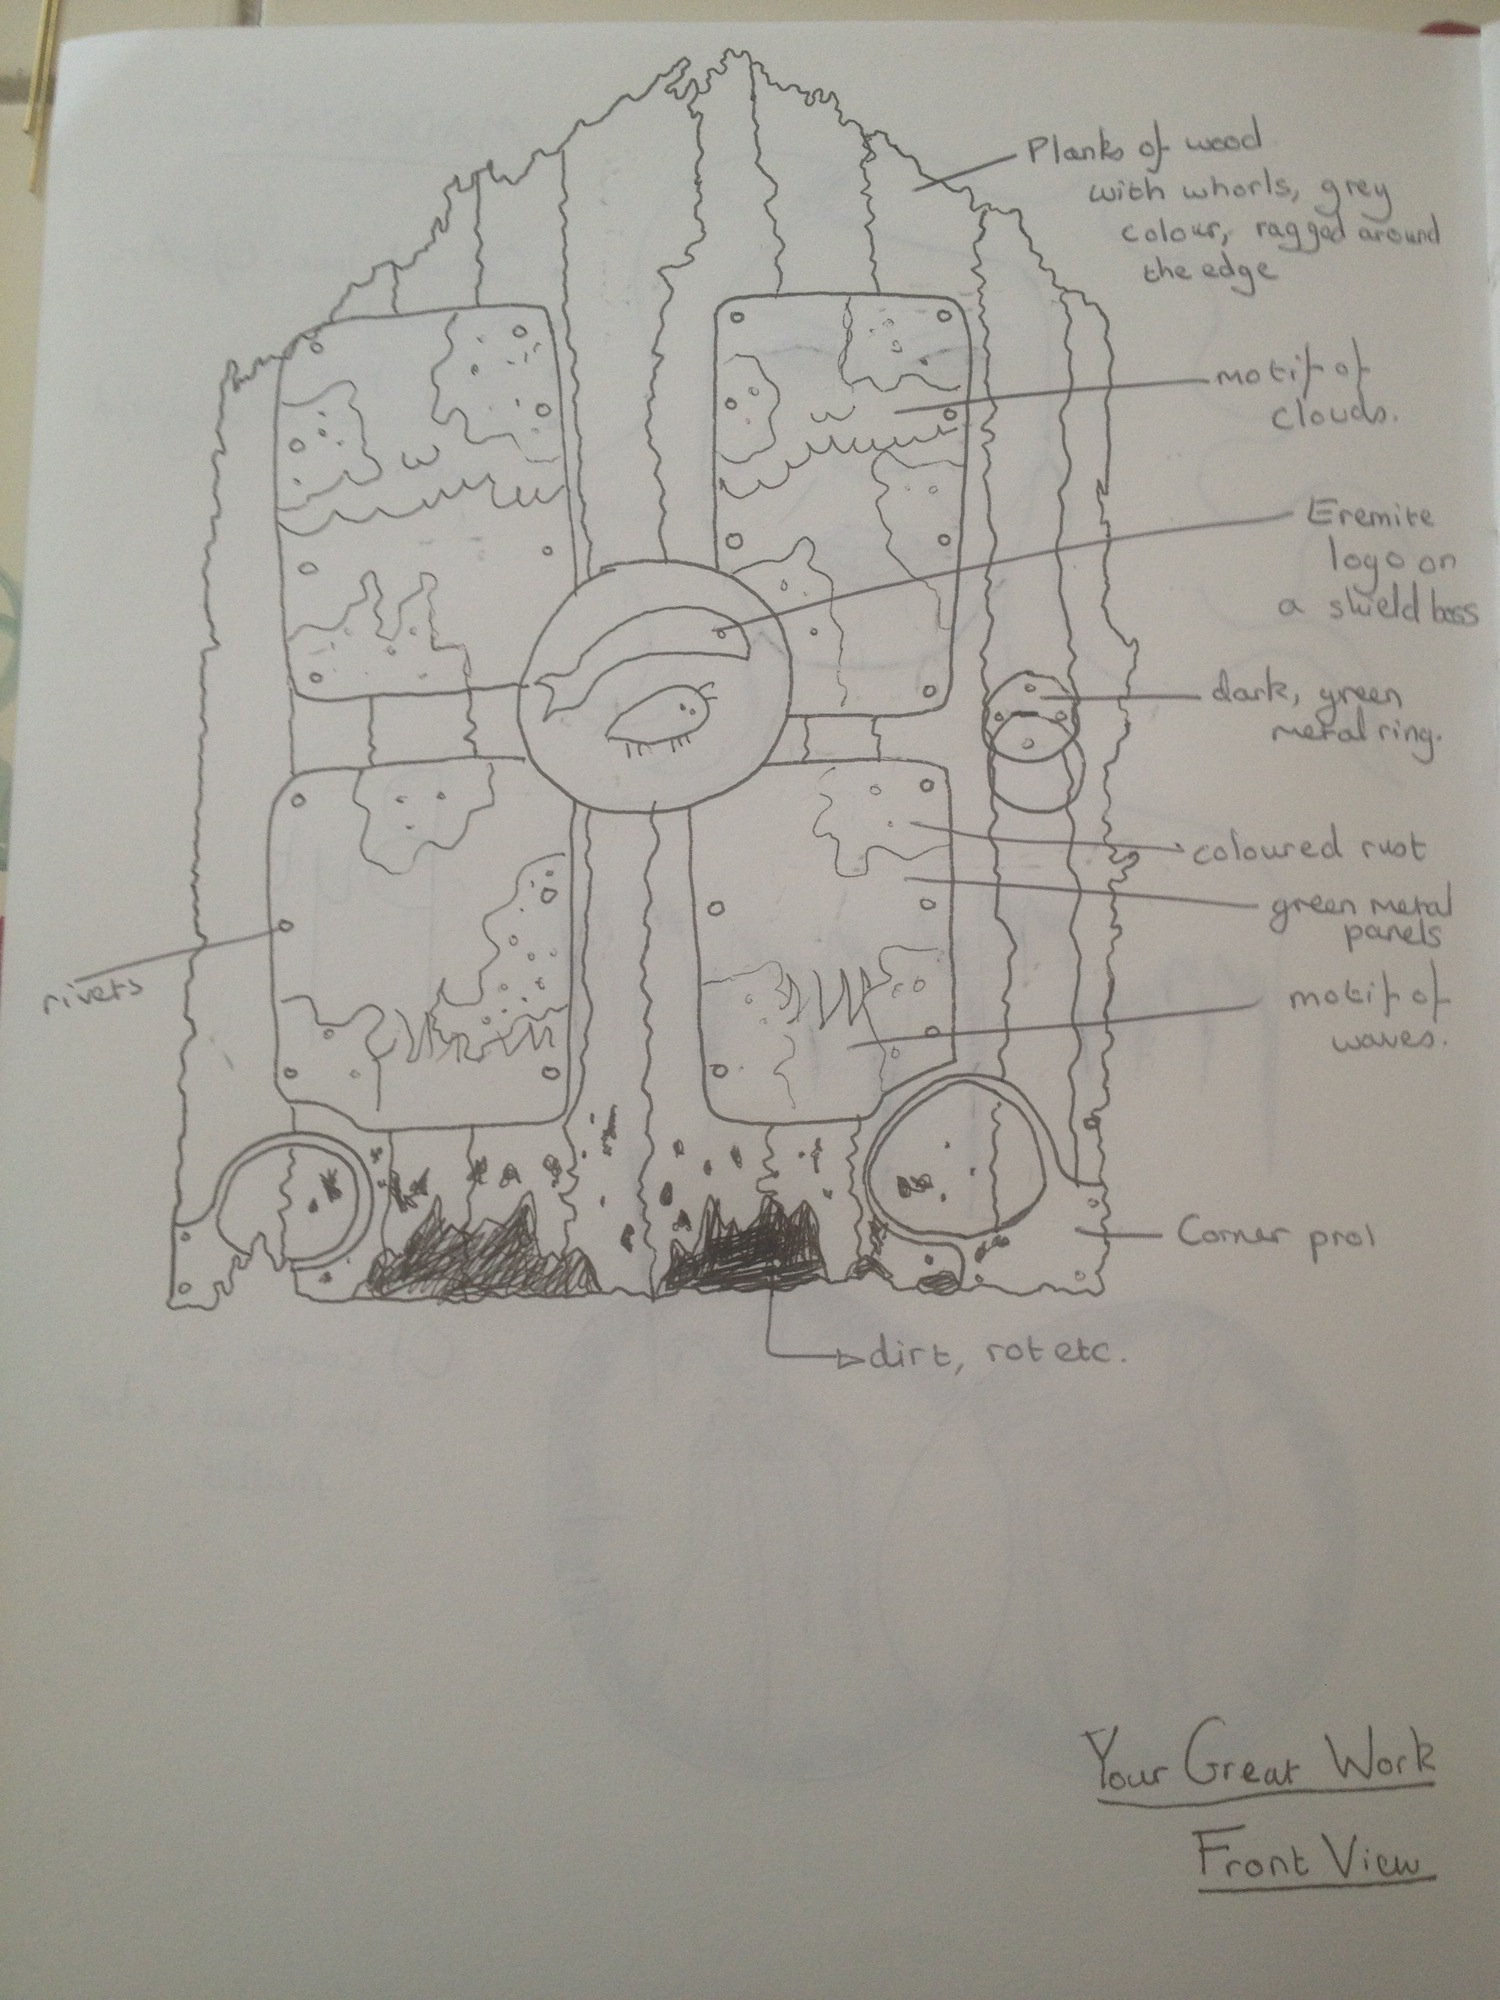 Planks of wood
with whorls, grey
colour, ragged around
the edge
motif of
clouds.
Eremite
logo on
a shield boss
dark, green
metal ring.
coloured rust
green metal
panels
rivets
motif of
waves.
Corner prot
dirt, rot etc.
Your Great Work
Front View